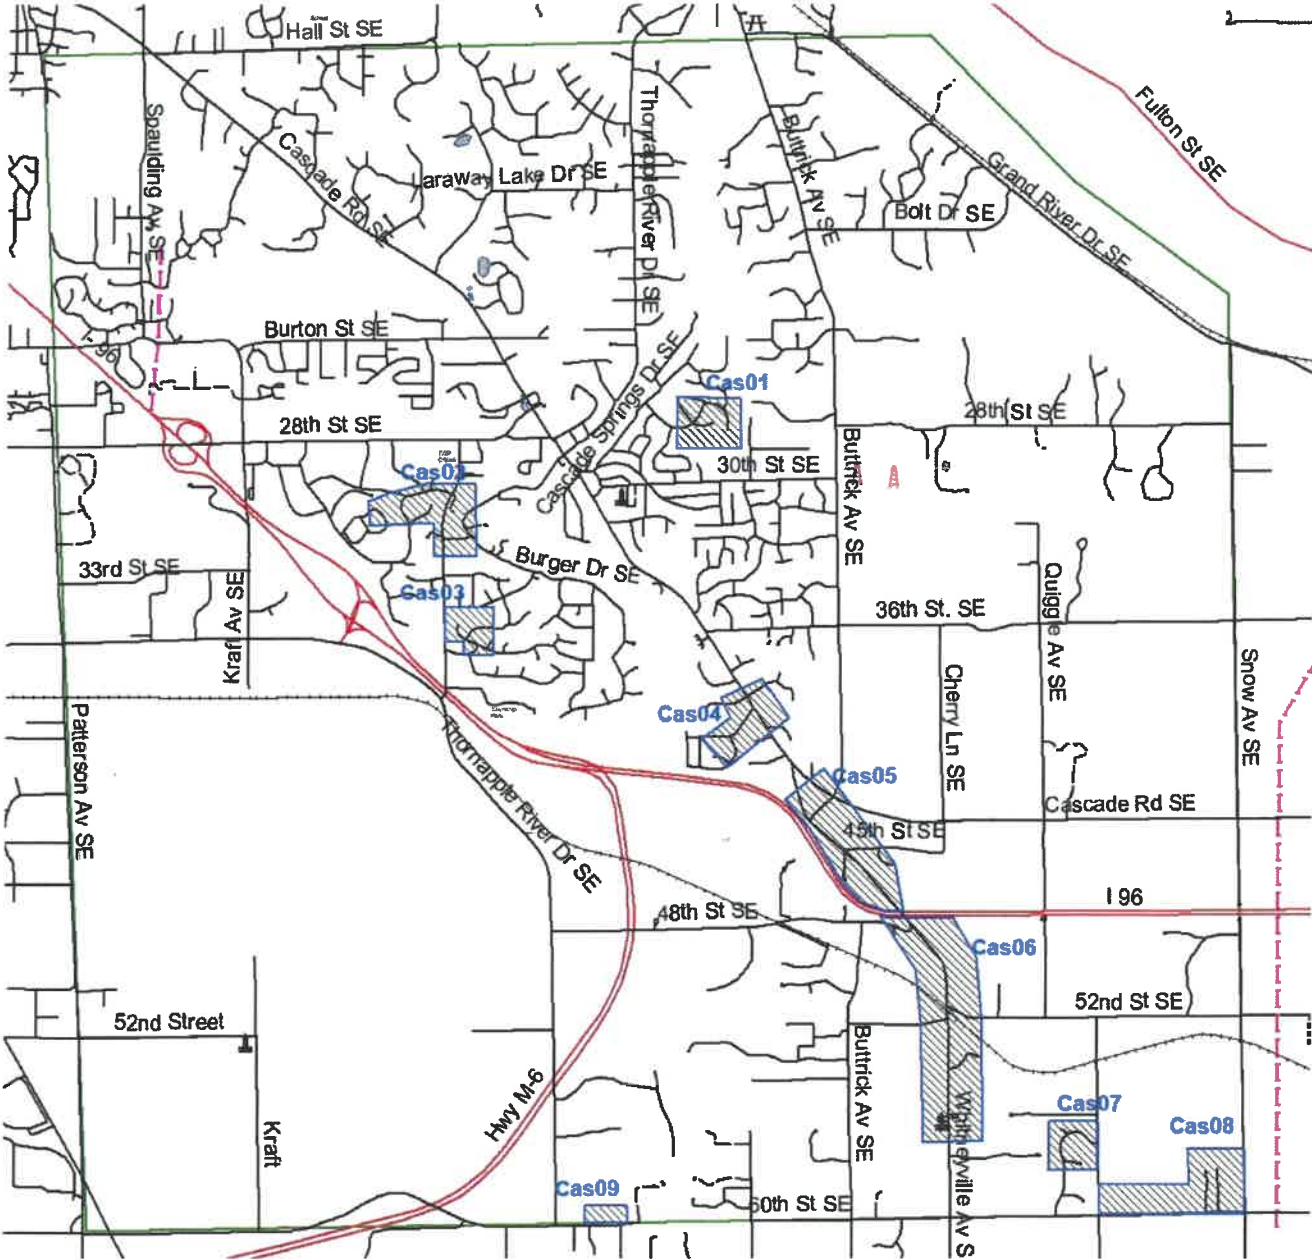 2
Hall St SE
Fulton St SE
Spaulding Av SE
Cascade Rd SE
Thornapple River Dr SE
Buttrick Av SE
Grand River Dr SE
araway Lake Dr SE
Bolt Dr SE
I-96
Burton St SE
Cascade Springs Dr SE
Cas01
28th St SE
28th St SE
30th St SE
Cas02
Buttrick Av SE
33rd St SE
Kraft Av SE
Burger Dr SE
Cas03
36th St. SE
Quiggle Av SE
Cherry Ln SE
Snow Av SE
Cas04
Patterson Av SE
Thornapple River Dr SE
Cas05
Cascade Rd SE
45th St SE
I 96
48th St SE
Cas06
52nd St SE
52nd Street
Buttrick Av SE
Hwy M-6
Kraft
Whitneyville Av S
Cas07
Cas08
Cas09
60th St SE